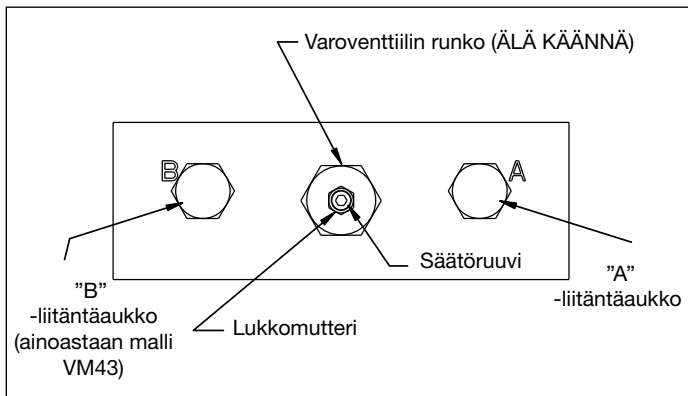 Varoventtiilin runko (ÄLÄ KÄÄNNÄ)
B
A
Säätöruuvi
"A"
-liitäntäaukko
"B"
-liitäntäaukko
(ainoastaan malli
VM43)
Lukkomutteri